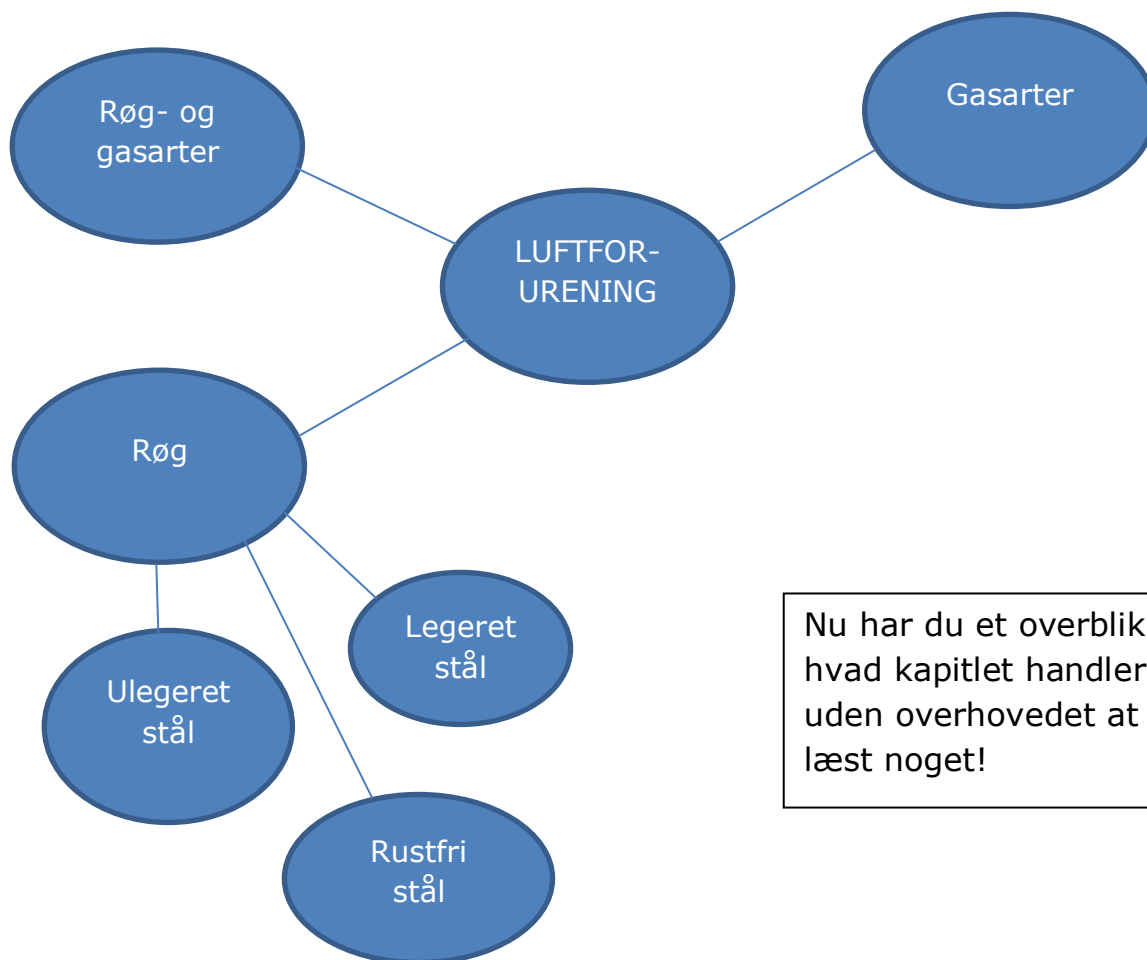 Røg- og
gasarter
Gasarter
LUFTFOR-
URENING
Røg
Legeret
stål
Ulegeret
stål
Rustfri
stål
Nu har du et overblik
hvad kapitlet handler
uden overhovedet at
læst noget!